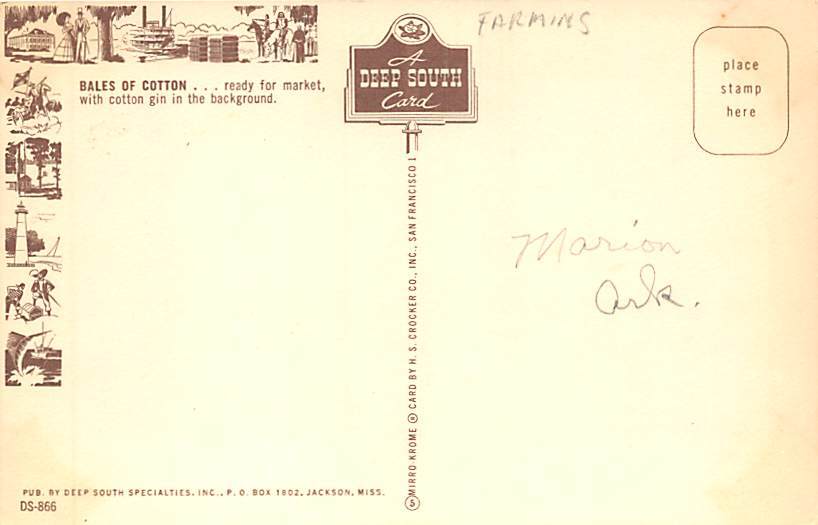 FARMING
BALES OF COTTON . . . ready for market,
with cotton gin in the background.
A
DEEP SOUTH
Card
place
stamp
here
Marion
Ark.
MIRRO-KROME ® CARD BY H. S. CROCKER CO., INC., SAN FRANCISCO 1
S
PUB. BY DEEP SOUTH SPECIALTIES, INC., P. O. BOX 1802, JACKSON, MISS.
DS-866